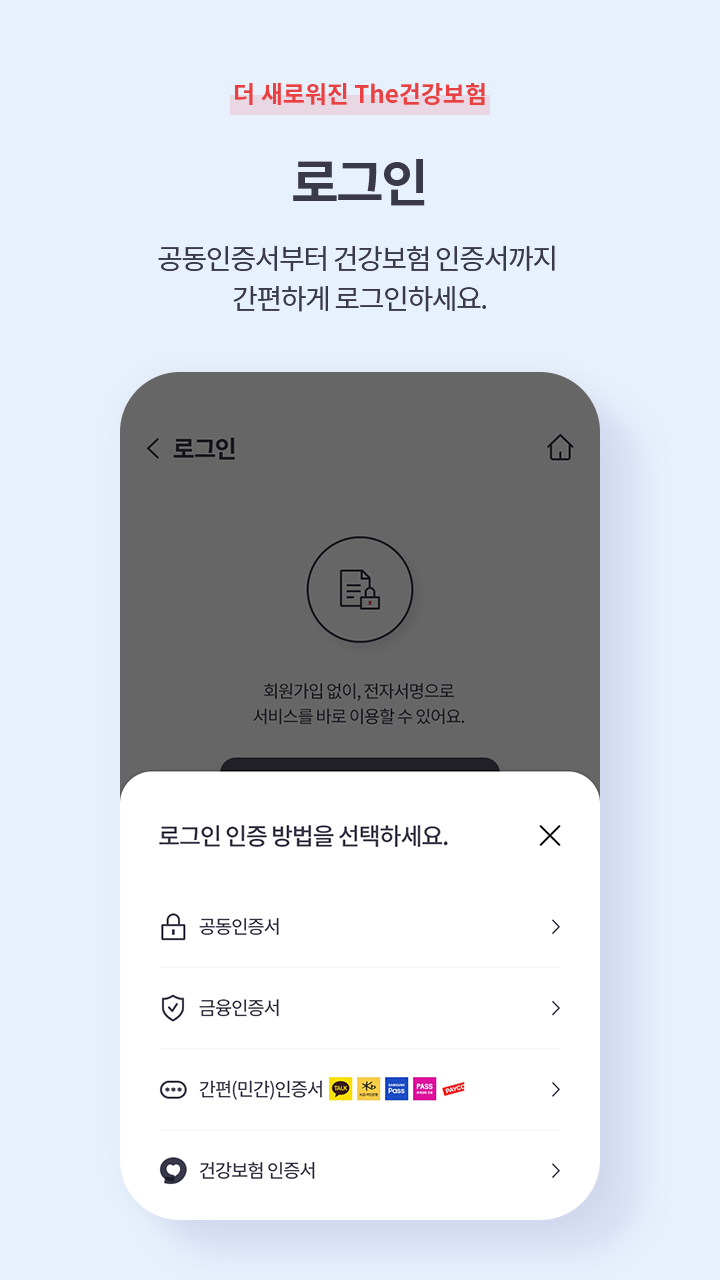 더 새로워진 The건강보험
로그인
공동인증서부터 건강보험 인증서까지
간편하게 로그인하세요.
로그인
회원가입 없이, 전자서명으로
서비스를 바로 이용할 수 있어요.
로그인 인증 방법을 선택하세요.
공동인증서
금융인증서
간편(민간)인증서 TALK SAMSUNG Pass PASS PAYCO
건강보험 인증서